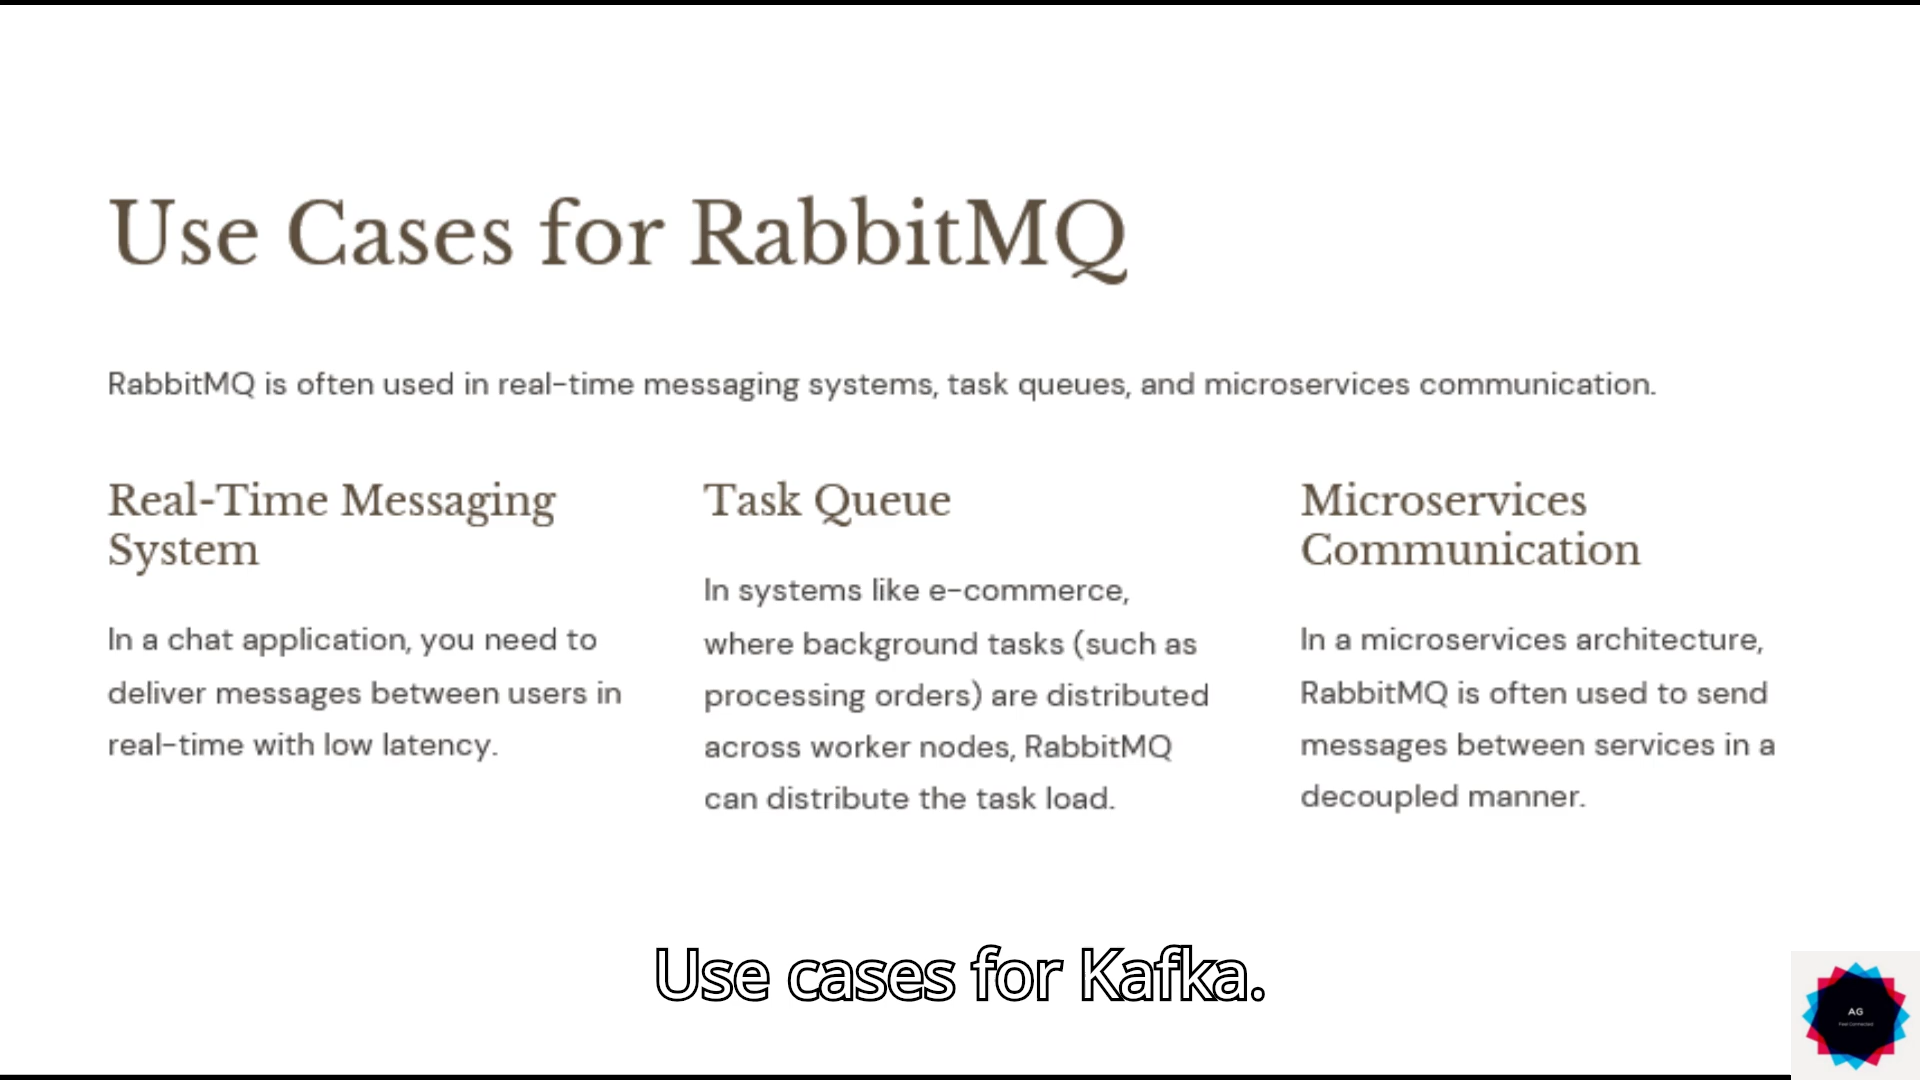 Use Cases for RabbitMQ
RabbitMQ is often used in real-time messaging systems, task queues, and microservices communication.
Real-Time Messaging
System
In a chat application, you need to
deliver messages between users in
real-time with low latency.
Task Queue
In systems like e-commerce,
where background tasks (such as
processing orders) are distributed
across worker nodes, RabbitMQ
can distribute the task load.
Microservices
Communication
In a microservices architecture,
RabbitMQ is often used to send
messages between services in a
decoupled manner.
Use cases for Kafka.
AG
Feel Connected